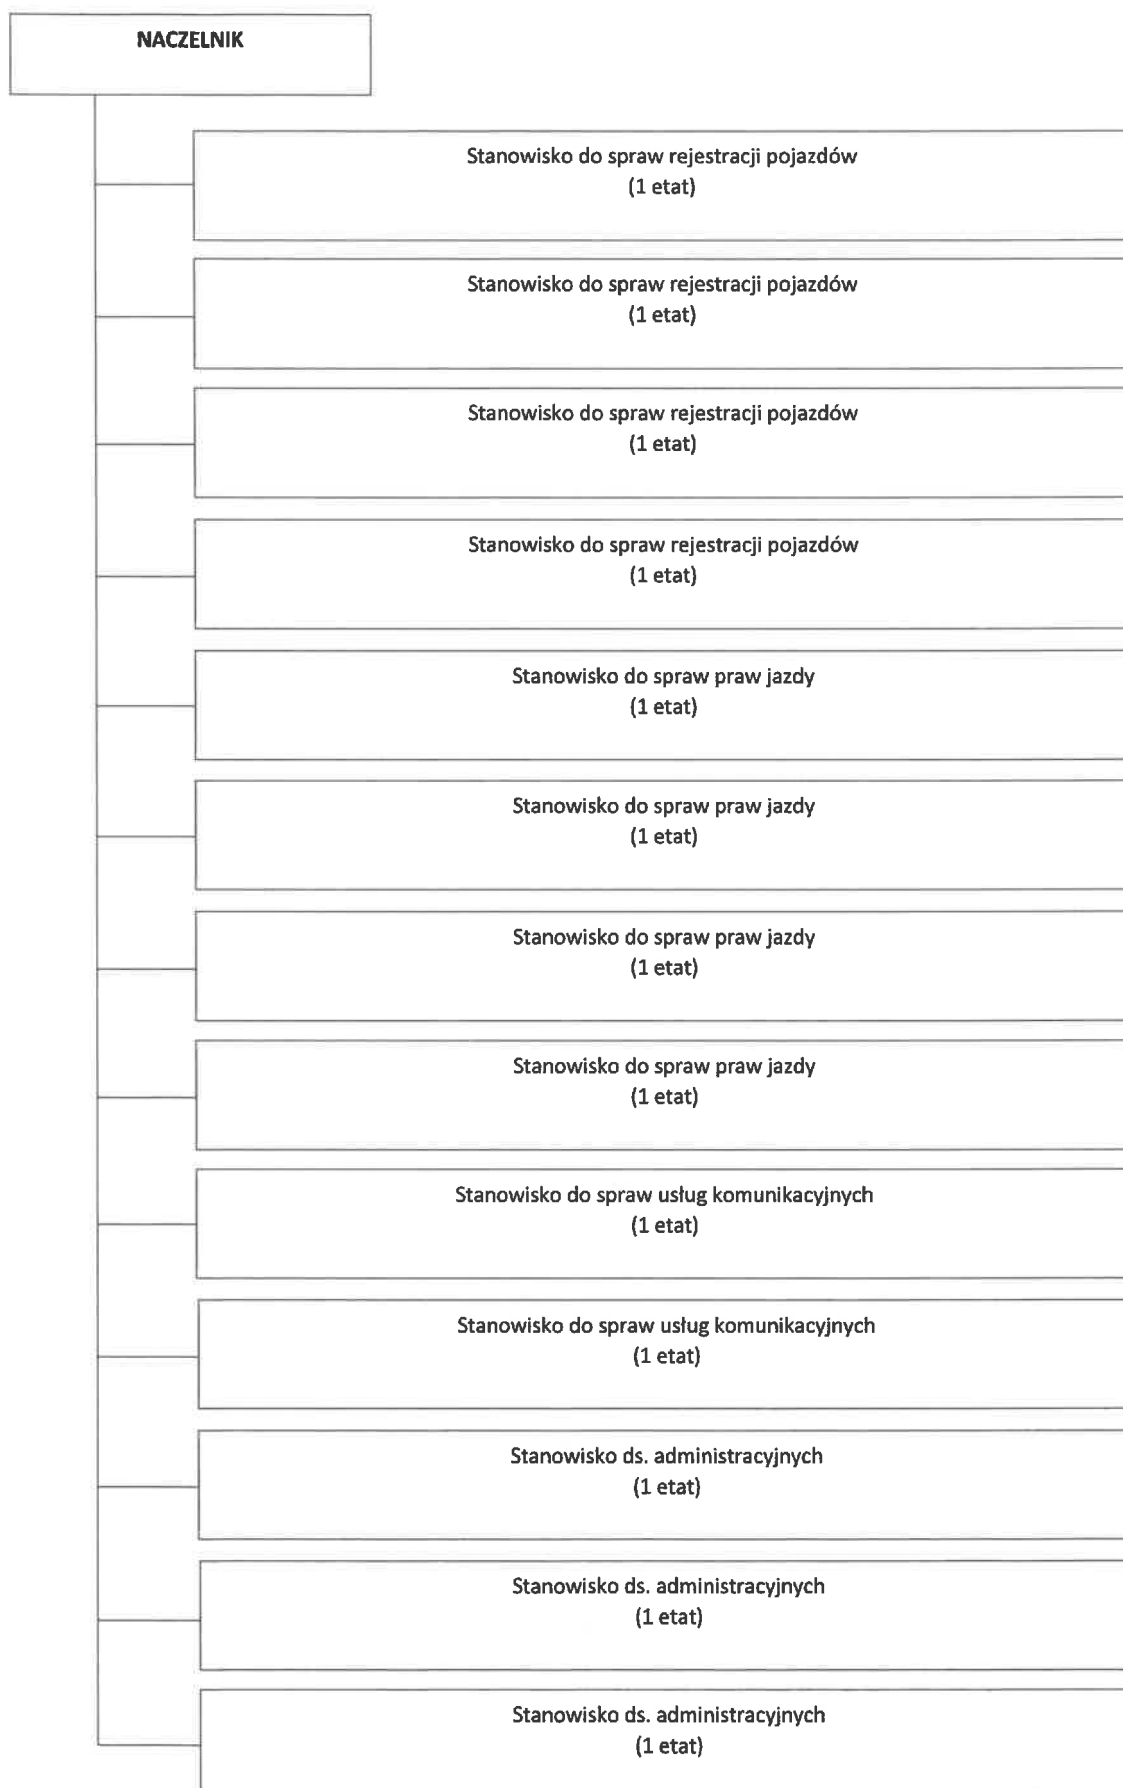 NACZELNIK
Stanowisko do spraw rejestracji pojazdów
(1 etat)
Stanowisko do spraw rejestracji pojazdów
(1 etat)
Stanowisko do spraw rejestracji pojazdów
(1 etat)
Stanowisko do spraw rejestracji pojazdów
(1 etat)
Stanowisko do spraw praw jazdy
(1 etat)
Stanowisko do spraw praw jazdy
(1 etat)
Stanowisko do spraw praw jazdy
(1 etat)
Stanowisko do spraw praw jazdy
(1 etat)
Stanowisko do spraw usług komunikacyjnych
(1 etat)
Stanowisko do spraw usług komunikacyjnych
(1 etat)
Stanowisko ds. administracyjnych
(1 etat)
Stanowisko ds. administracyjnych
(1 etat)
Stanowisko ds. administracyjnych
(1 etat)